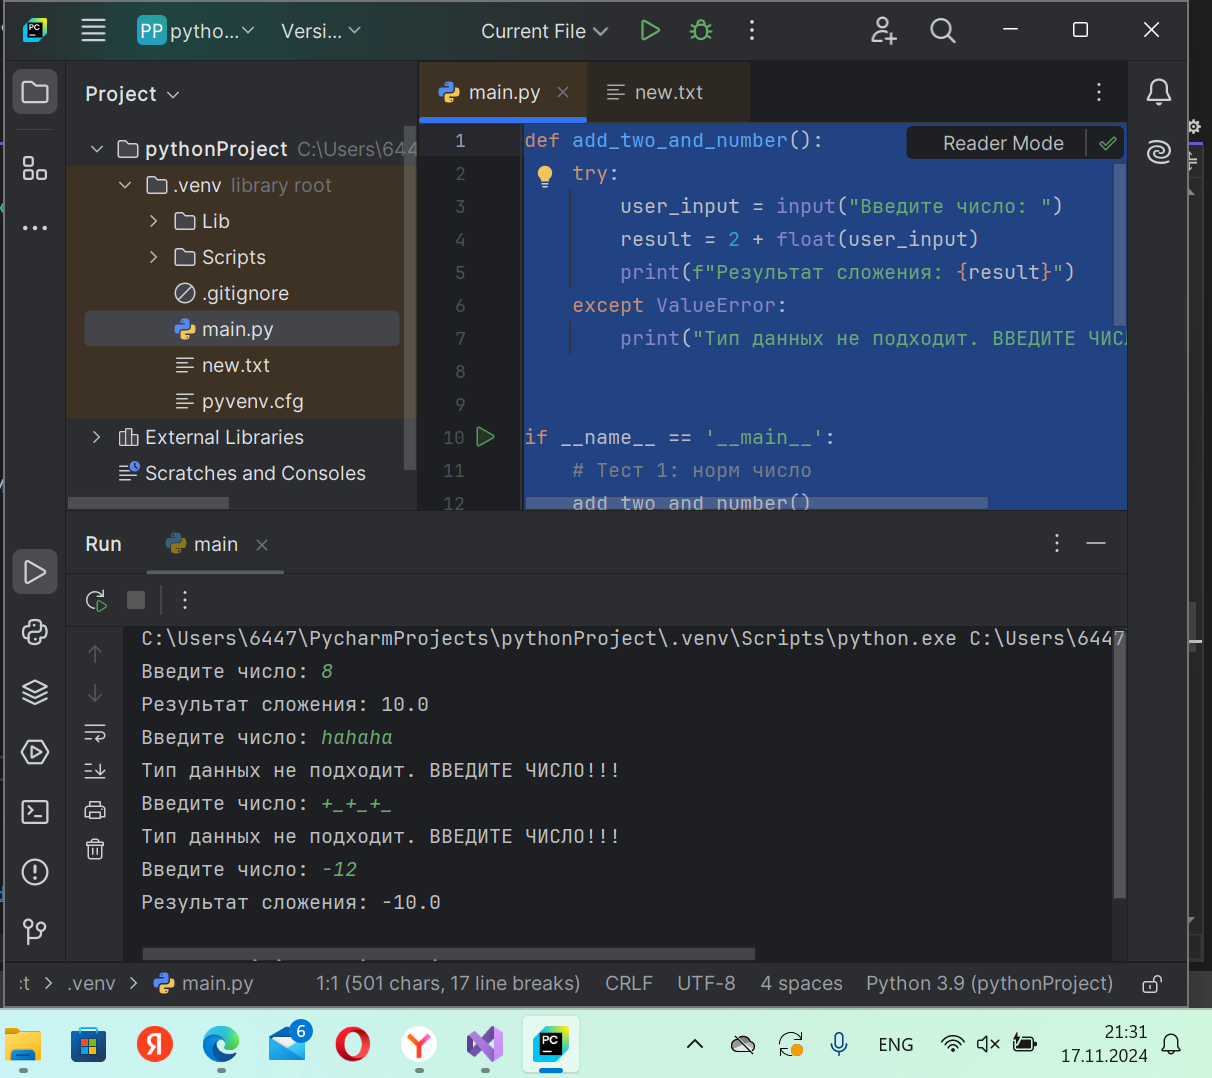 PC PP pytho... Versi... Current File
Project
main.py
new.txt
pythonProject C:\Users\644
.venv library root
Lib
Scripts
.gitignore
main.py
new.txt
pyvenv.cfg
External Libraries
Scratches and Consoles
Reader Mode
1 def add_two_and_number():
2 try:
3 user_input = input("Введите число: ")
4 result = 2 + float(user_input)
5 print(f"Результат сложения: {result}")
6 except ValueError:
7 print("Тип данных не подходит. ВВЕДИТЕ ЧИСЛ
8
9
10 if __name__ == '__main__':
11 # Тест 1: норм число
12 add_two_and_number()
Run main
C:\Users\6447\PycharmProjects\pythonProject\.venv\Scripts\python.exe C:\Users\6447
Введите число: 8
Результат сложения: 10.0
Введите число: hahaha
Тип данных не подходит. ВВЕДИТЕ ЧИСЛО!!!
Введите число: +_+_+_
Тип данных не подходит. ВВЕДИТЕ ЧИСЛО!!!
Введите число: -12
Результат сложения: -10.0
ct > .venv > main.py 1:1 (501 chars, 17 line breaks) CRLF UTF-8 4 spaces Python 3.9 (pythonProject)
Я 6 Y PC ENG 21:31
17.11.2024